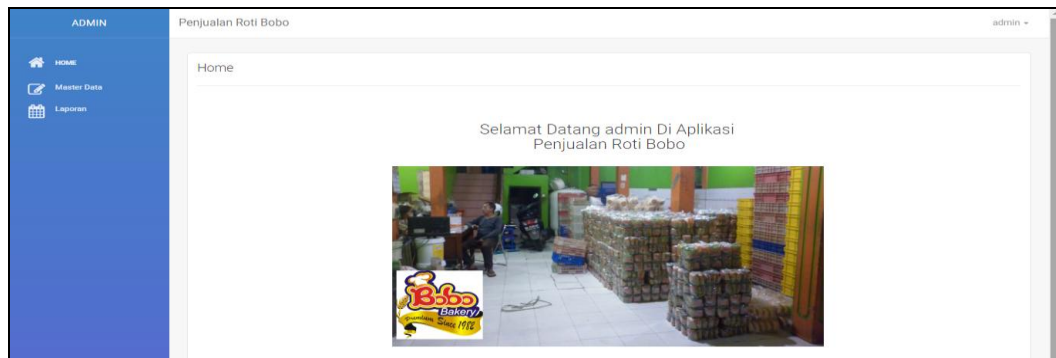 ADMIN
Penjualan Roti Bobo
admin
HOME
Master Data
Laporan
Home
Selamat Datang admin Di Aplikasi
Penjualan Roti Bobo
Bobo
Bakery
Premium Since 1982